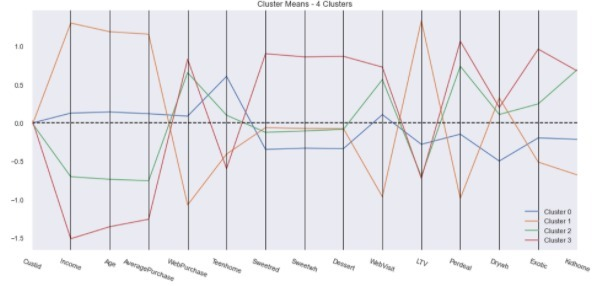 Cluster Means - 4 Clusters
1.0
0.5
0.0
−0.5
−1.0
−1.5
Cluster 0
Cluster 1
Cluster 2
Cluster 3
Custid
Income
Age
AveragePurchase
WebPurchase
Teenhome
Sweetred
Sweetwh
Dessert
WebVisit
LTV
Perdeal
Drywh
Exotic
Kidhome